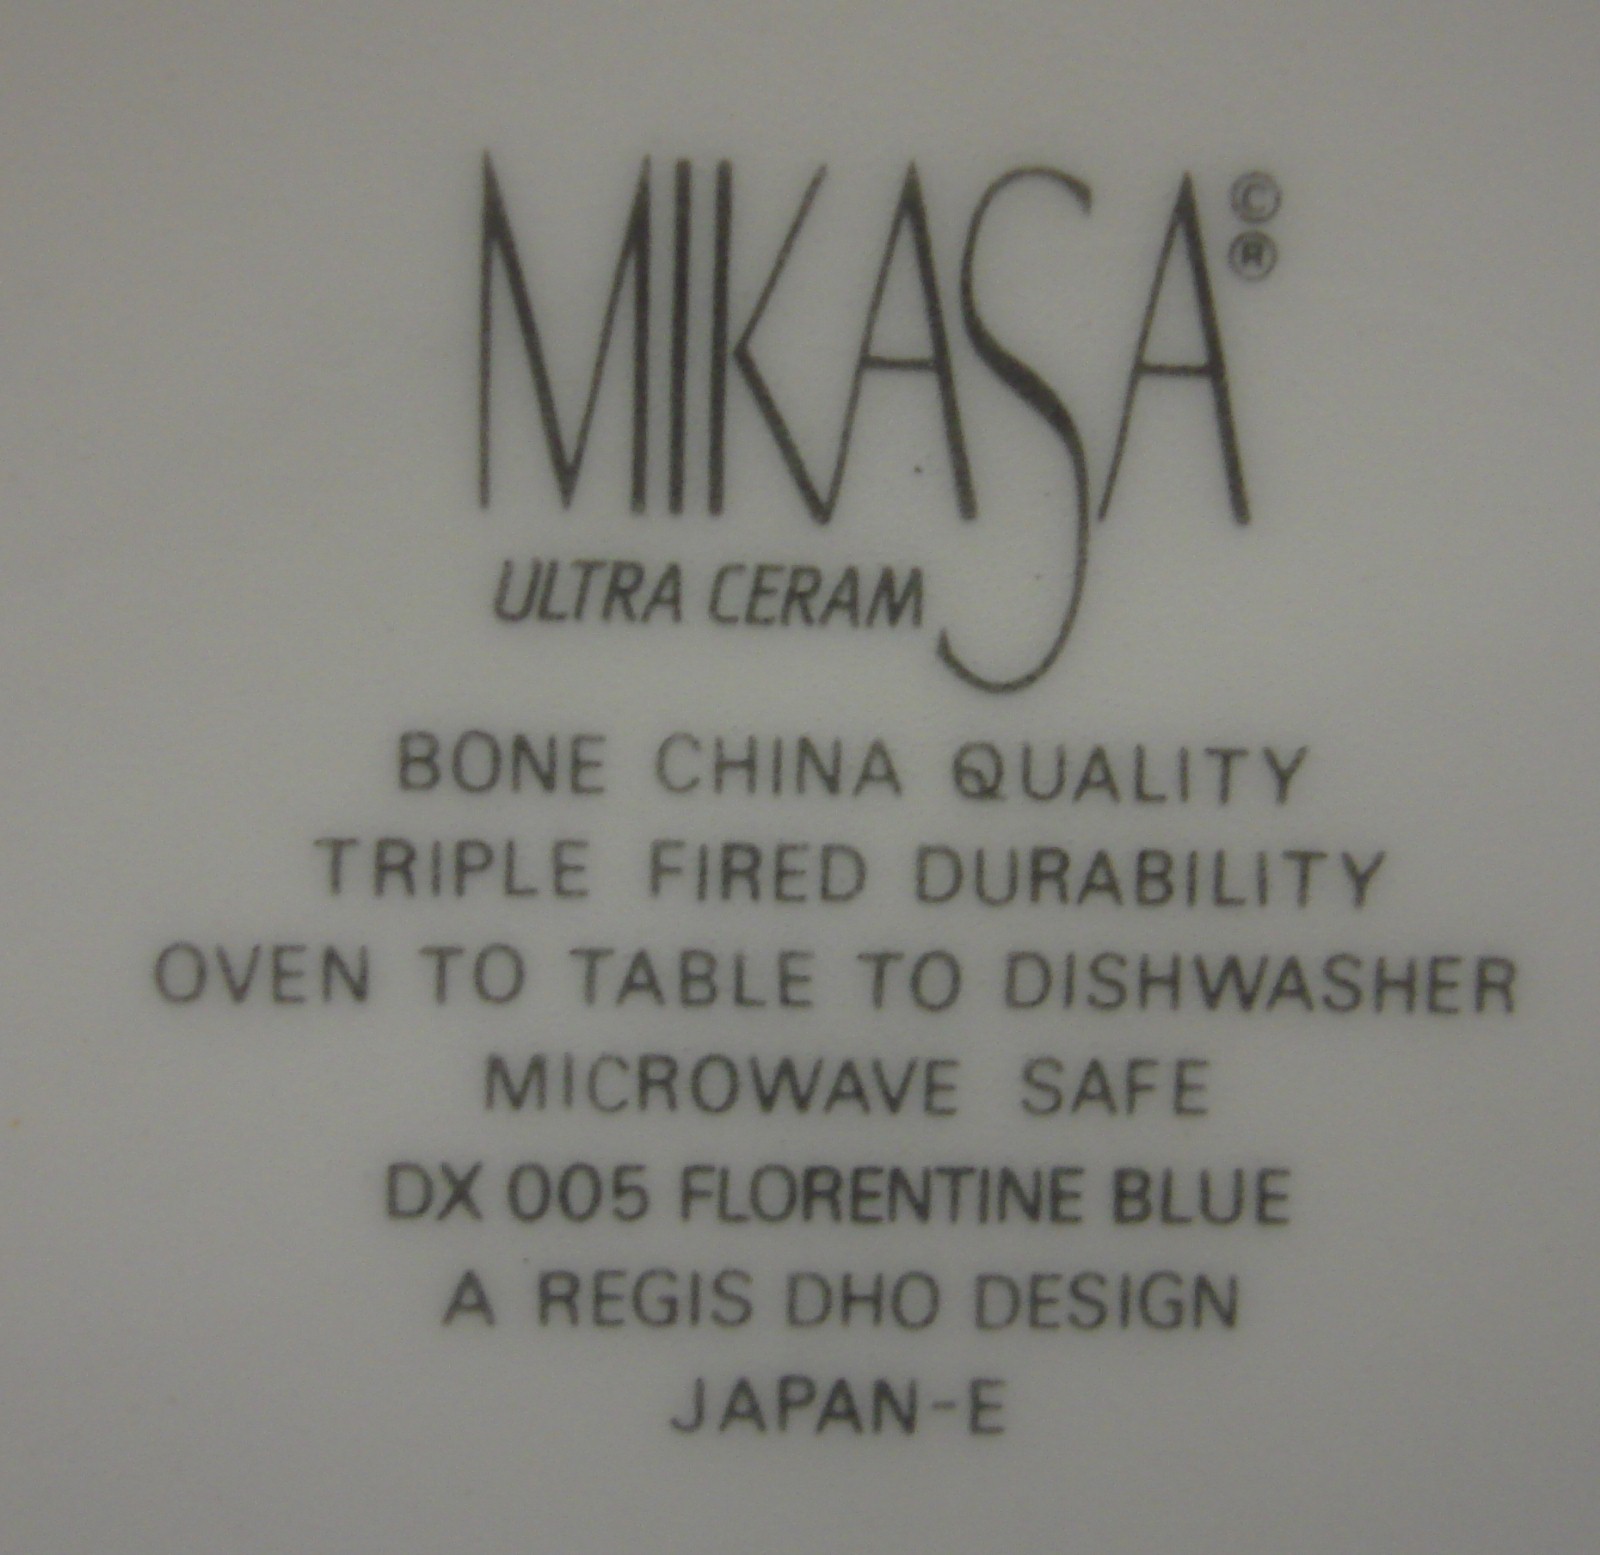 MIKASA©®
ULTRA CERAM
BONE CHINA QUALITY
TRIPLE FIRED DURABILITY
OVEN TO TABLE TO DISHWASHER
MICROWAVE SAFE
DX 005 FLORENTINE BLUE
A REGIS DHO DESIGN
JAPAN-E